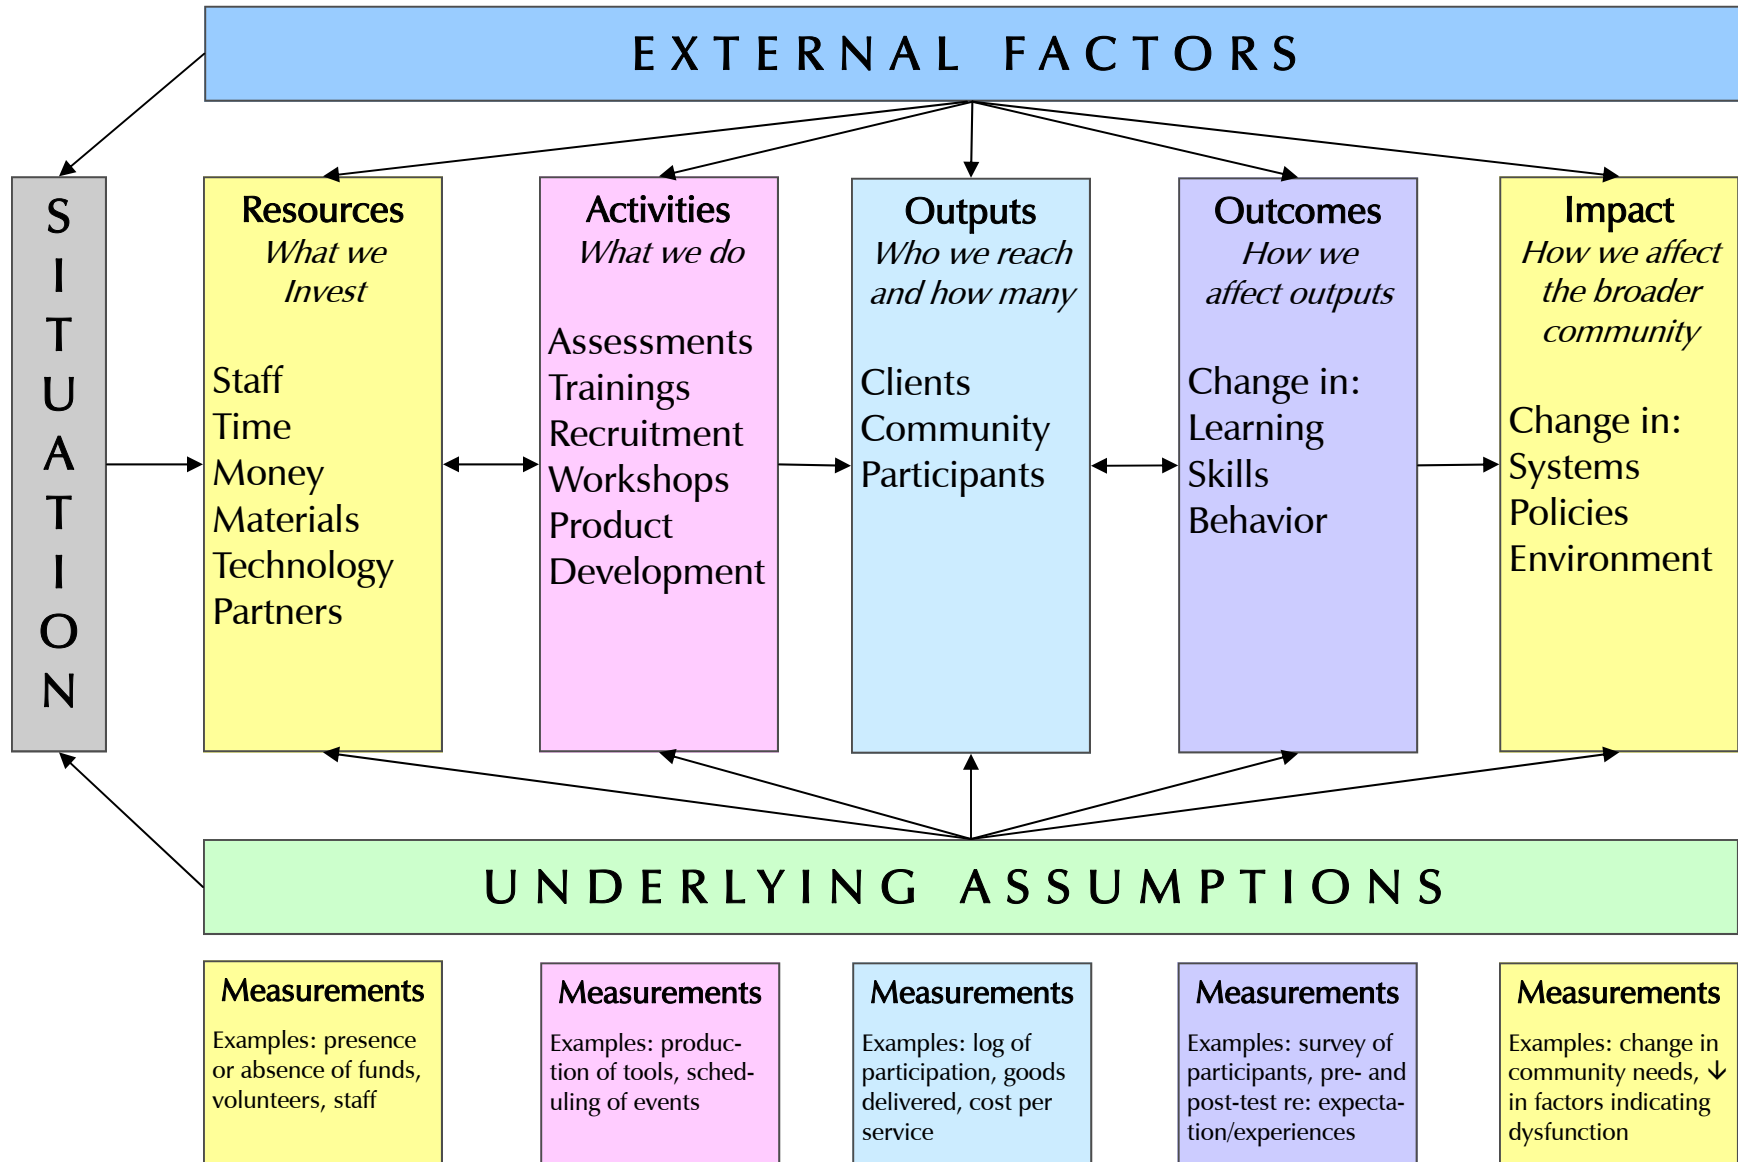 EXTERNAL FACTORS
SITUATION
Resources
What we
Invest
Staff
Time
Money
Materials
Technology
Partners
Activities
What we do
Assessments
Trainings
Recruitment
Workshops
Product
Development
Outputs
Who we reach
and how many
Clients
Community
Participants
Outcomes
How we
affect outputs
Change in:
Learning
Skills
Behavior
Impact
How we affect
the broader
community
Change in:
Systems
Policies
Environment
UNDERLYING ASSUMPTIONS
Measurements
Examples: presence
or absence of funds,
volunteers, staff
Measurements
Examples: produc-
tion of tools, sched-
uling of events
Measurements
Examples: log of
participation, goods
delivered, cost per
service
Measurements
Examples: survey of
participants, pre- and
post-test re: expecta-
tion/experiences
Measurements
Examples: change in
community needs, ↓
in factors indicating
dysfunction